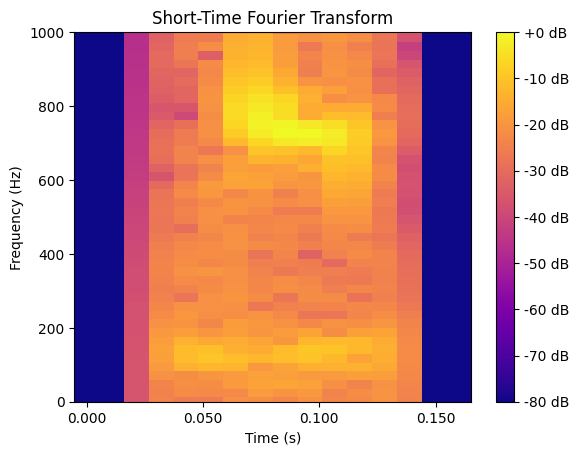 Short-Time Fourier Transform
1000
800
600
400
200
0
Frequency (Hz)
0.000
0.050
0.100
0.150
Time (s)
+0 dB
-10 dB
-20 dB
-30 dB
-40 dB
-50 dB
-60 dB
-70 dB
-80 dB